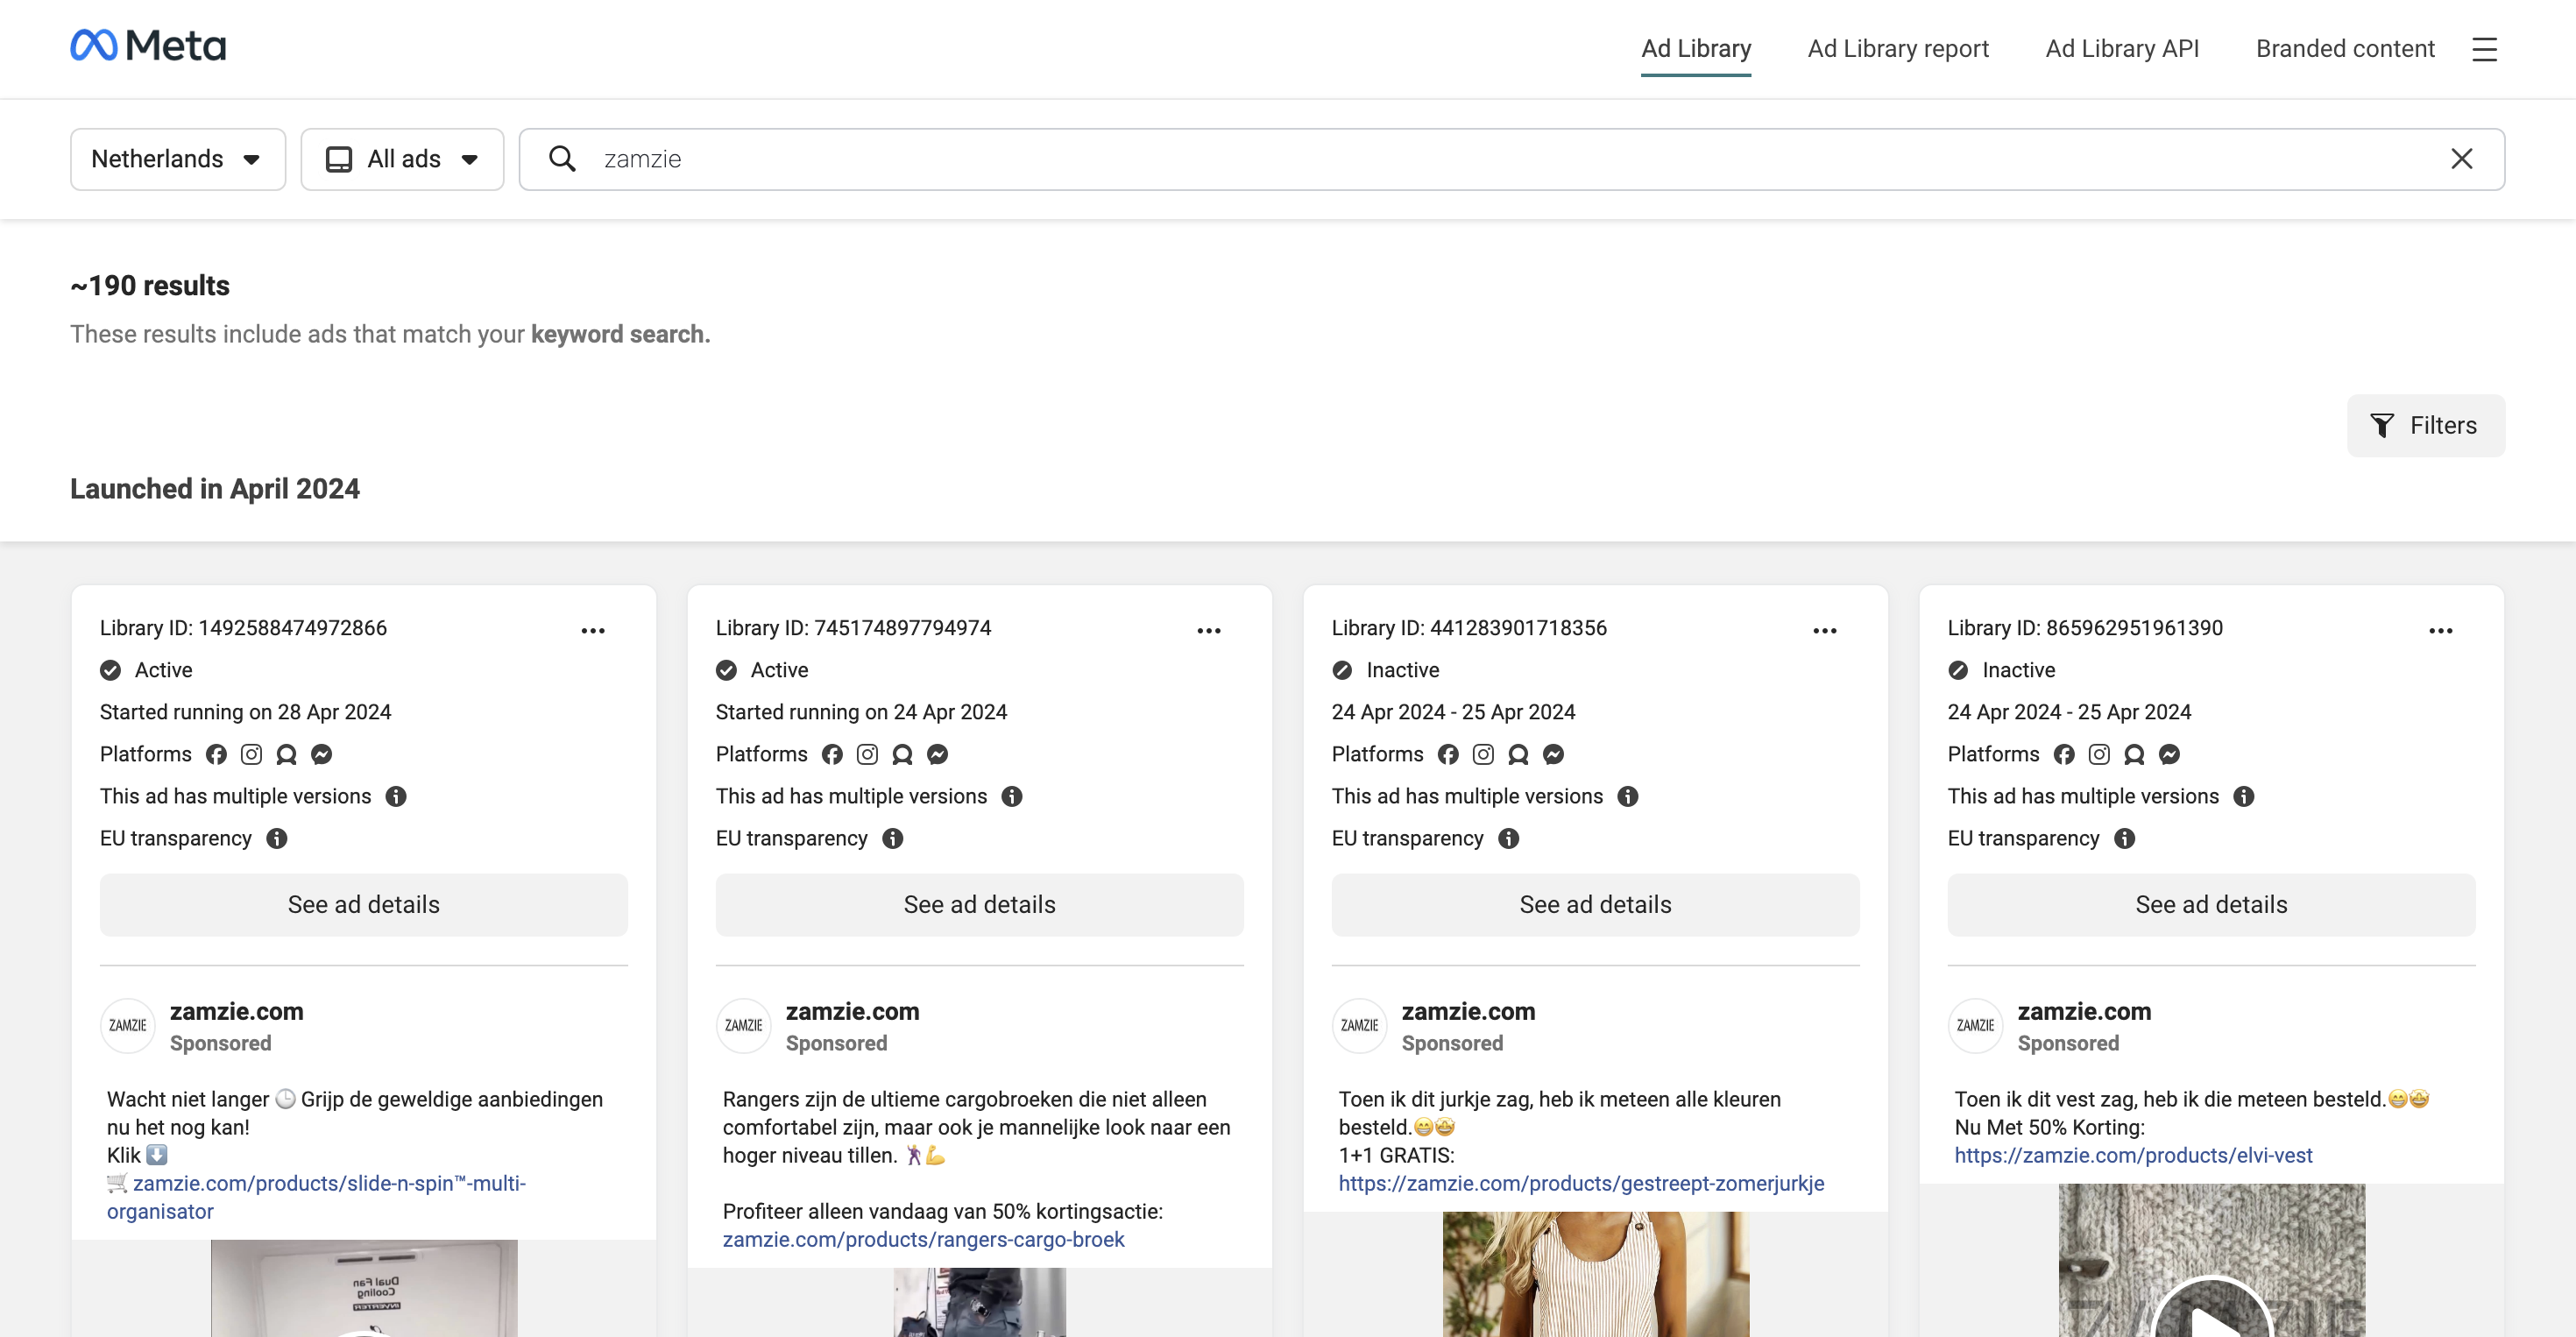 Meta
Ad Library
Ad Library report
Ad Library API
Branded content
Netherlands
All ads
zamzie
~190 results
These results include ads that match your keyword search.
Filters
Launched in April 2024
Library ID: 1492588474972866
Active
Started running on 28 Apr 2024
Platforms
This ad has multiple versions
EU transparency
See ad details
ZAMZIE
zamzie.com
Sponsored
Wacht niet langer 🕒 Grijp de geweldige aanbiedingen
nu het nog kan!
Klik ⬇️
🛒 zamzie.com/products/slide-n-spin™-multi-
organisator
Dual Fan
Cooling
INVERTER
Library ID: 745174897794974
Active
Started running on 24 Apr 2024
Platforms
This ad has multiple versions
EU transparency
See ad details
ZAMZIE
zamzie.com
Sponsored
Rangers zijn de ultieme cargobroeken die niet alleen
comfortabel zijn, maar ook je mannelijke look naar een
hoger niveau tillen. 🕺💪
Profiteer alleen vandaag van 50% kortingsactie:
zamzie.com/products/rangers-cargo-broek
Library ID: 441283901718356
Inactive
24 Apr 2024 - 25 Apr 2024
Platforms
This ad has multiple versions
EU transparency
See ad details
ZAMZIE
zamzie.com
Sponsored
Toen ik dit jurkje zag, heb ik meteen alle kleuren
besteld.😁🤩
1+1 GRATIS:
https://zamzie.com/products/gestreept-zomerjurkje
Library ID: 865962951961390
Inactive
24 Apr 2024 - 25 Apr 2024
Platforms
This ad has multiple versions
EU transparency
See ad details
ZAMZIE
zamzie.com
Sponsored
Toen ik dit vest zag, heb ik die meteen besteld.😁🤩
Nu Met 50% Korting:
https://zamzie.com/products/elvi-vest
ZAMZIE